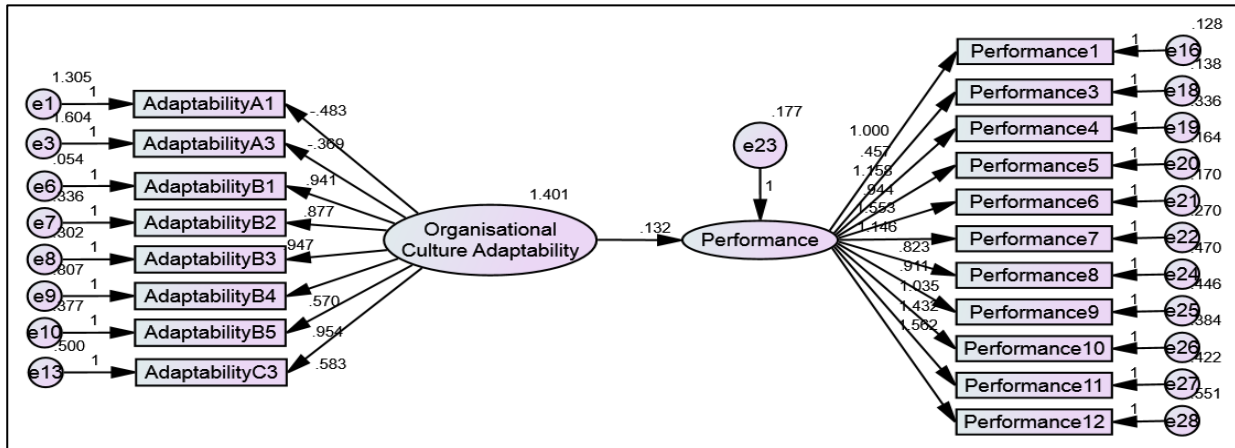 1.305
e1
1
AdaptabilityA1
-.483
1.604
e3
1
AdaptabilityA3
-.369
.054
e6
1
AdaptabilityB1
.941
.336
e7
1
AdaptabilityB2
.877
.302
e8
1
AdaptabilityB3
.947
.807
e9
1
AdaptabilityB4
.570
.377
e10
1
AdaptabilityB5
.954
.500
e13
1
AdaptabilityC3
.583
1.401
Organisational
Culture Adaptability
.132
.177
e23
1
Performance
1.000
.457
1.158
.944
1.553
1.146
.823
.911
1.035
1.432
1.562
Performance1
1
e16
.128
Performance3
1
e18
.138
Performance4
1
e19
.336
Performance5
1
e20
.164
Performance6
1
e21
.170
Performance7
1
e22
.270
Performance8
1
e24
.470
Performance9
1
e25
.446
Performance10
1
e26
.384
Performance11
1
e27
.422
Performance12
1
e28
.551